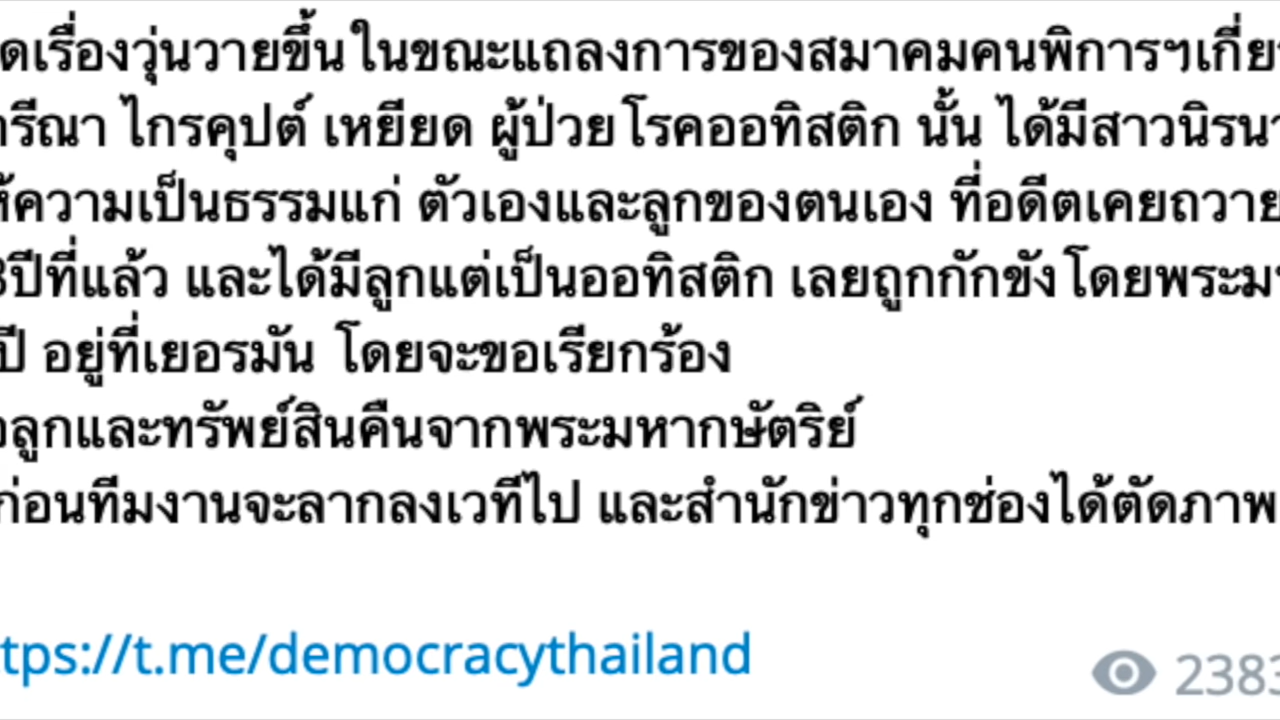 ดเรื่องวุ่นวายขึ้นในขณะแถลงการของสมาคมคนพิการฯเกี่ย
ารีณา ไกรคุปต์ เหยียด ผู้ป่วยโรคออทิสติก นั้น ได้มีสาวนิรนา
ห้ความเป็นธรรมแก่ ตัวเองและลูกของตนเอง ที่อดีตเคยถวาย
3ปีที่แล้ว และได้มีลูกแต่เป็นออทิสติก เลยถูกกักขังโดยพระมห
ปี อยู่ที่เยอรมัน โดยจะขอเรียกร้อง
อลูกและทรัพย์สินคืนจากพระมหากษัตริย์
ก่อนทีมงานจะลากลงเวทีไป และสำนักข่าวทุกช่องได้ตัดภาพ
tps://t.me/democracythailand
2383